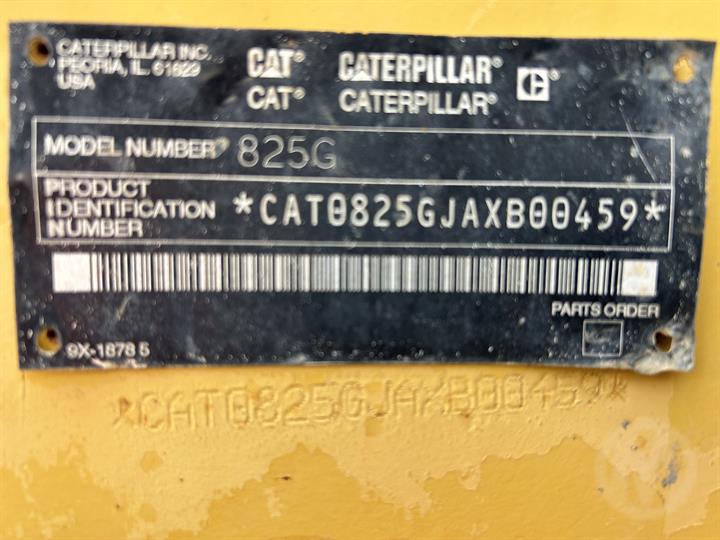 CATERPILLAR INC.
PEORIA, IL. 61629
USA
CAT® CATERPILLAR®
CAT® CATERPILLAR®
MODEL NUMBER 825G
PRODUCT
IDENTIFICATION
NUMBER
*CAT0825GJAXB00459*
PARTS ORDER
9X-1878 5
*CAT0825GJAXB00459*